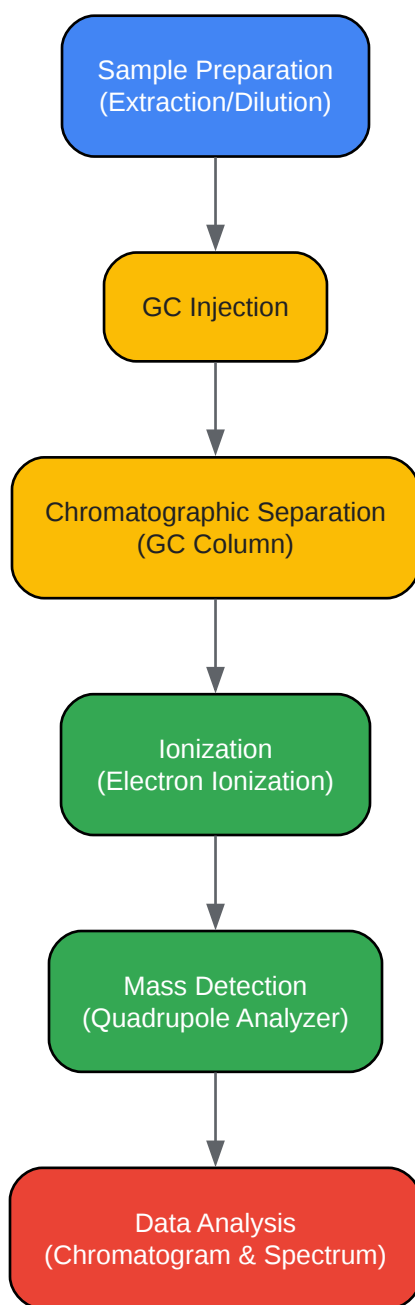 Sample Preparation
(Extraction/Dilution)
GC Injection
Chromatographic Separation
(GC Column)
Ionization
(Electron Ionization)
Mass Detection
(Quadrupole Analyzer)
Data Analysis
(Chromatogram & Spectrum)